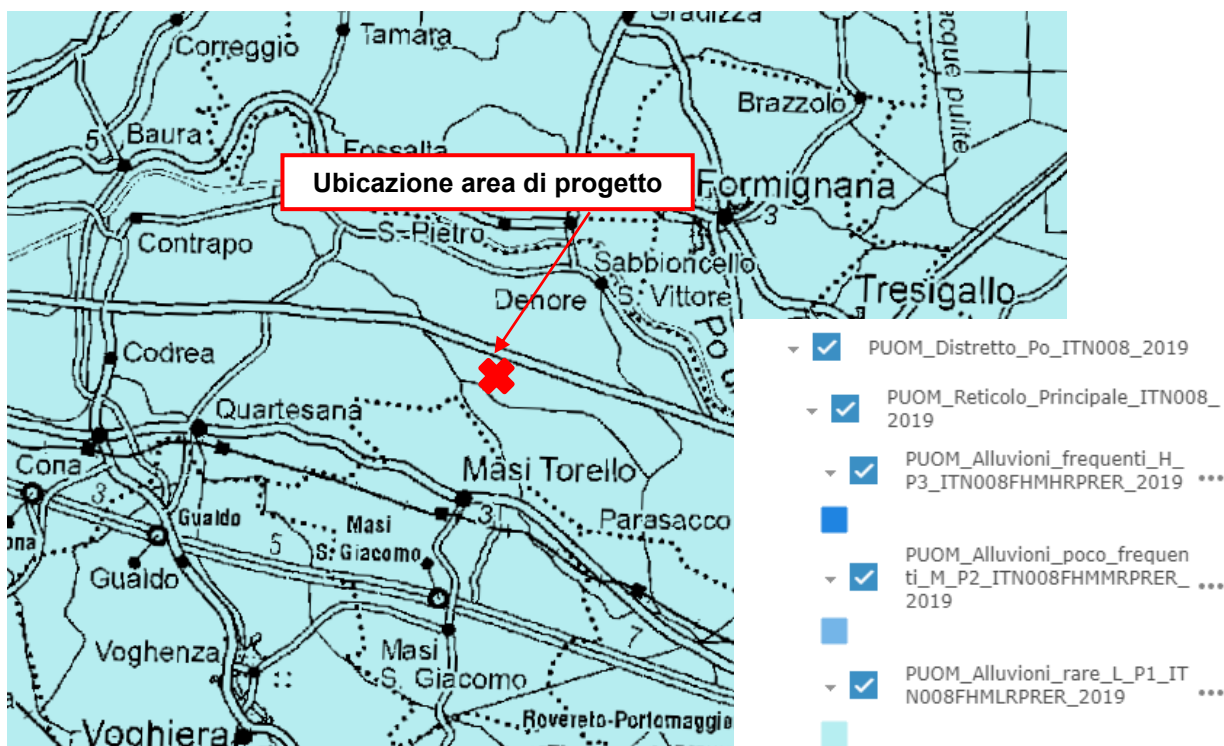 Gradizza
Correggio
Tamara
acque pulite
Brazzolo
5
Baura
Fossalta
Ubicazione area di progetto
Formignana
3
S. Pietro
Contrapo
Sabbioncello
S. Vittore
Denore
Tresigallo
Po
Codrea
Quartesana
Cona
Masi Torello
3
3
Gualdo
Masi
S. Giacomo
5
Parasacco
Gualdo
7
Voghenza
Masi
S. Giacomo
Rovereto-Portomaggio
Voghiera
PUOM_Distretto_Po_ITN008_2019
PUOM_Reticolo_Principale_ITN008_
2019
PUOM_Alluvioni_frequenti_H_
P3_ITN008FHMHRPRER_2019
PUOM_Alluvioni_poco_frequen
ti_M_P2_ITN008FHMMRPRER_
2019
PUOM_Alluvioni_rare_L_P1_IT
N008FHMLRPRER_2019